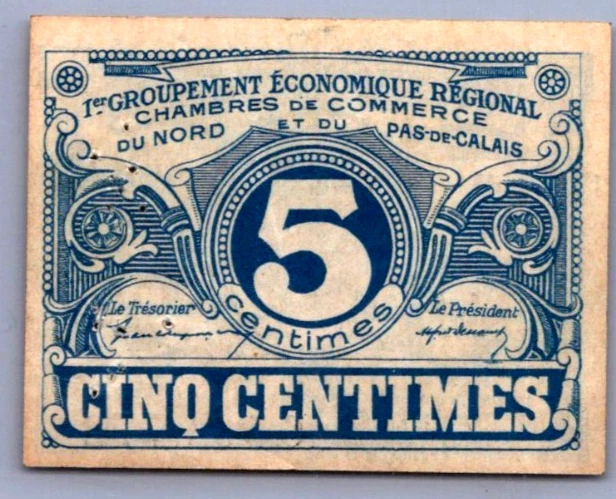 1er GROUPEMENT ÉCONOMIQUE RÉGIONAL
CHAMBRES DE COMMERCE
DU NORD ET DU PAS-DE-CALAIS
5
centimes
Le Trésorier
Le Président
CINQ CENTIMES